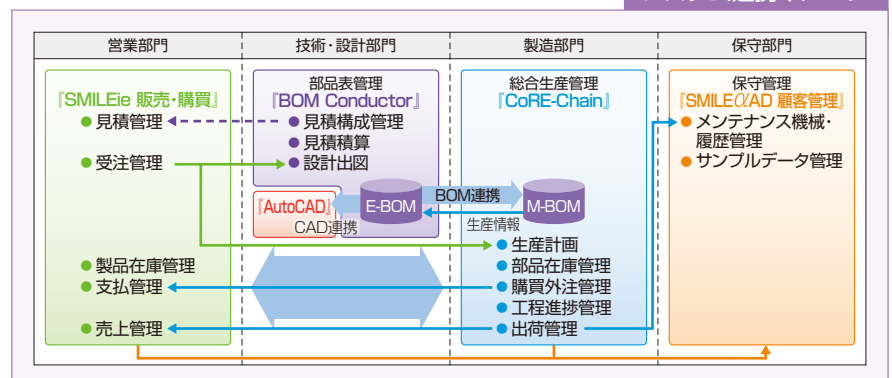 営業部門
技術・設計部門
製造部門
保守部門
『SMILEie 販売・購買』
●見積管理
●受注管理
●製品在庫管理
●支払管理
●売上管理
部品表管理
『BOM Conductor』
●見積構成管理
●見積積算
●設計出図
『AutoCAD』
CAD連携
E-BOM
BOM連携
生産情報
M-BOM
総合生産管理
『CoRE-Chain』
●生産計画
●部品在庫管理
●購買外注管理
●工程進捗管理
●出荷管理
保守管理
『SMILEαAD 顧客管理』
●メンテナンス機械・
履歴管理
●サンプルデータ管理